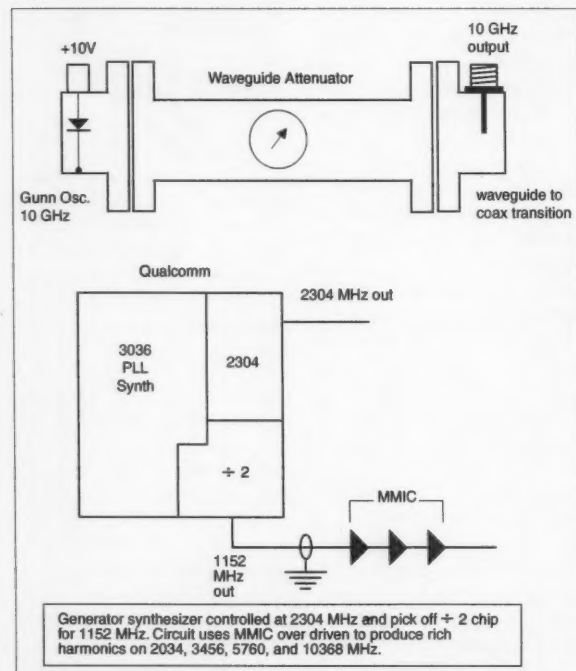 +10V
Waveguide Attenuator
10 GHz
output
Gunn Osc.
10 GHz
waveguide to
coax transition
Qualcomm
2304 MHz out
3036
PLL
Synth
2304
÷ 2
MMIC
1152
MHz
out
Generator synthesizer controlled at 2304 MHz and pick off ÷ 2 chip
for 1152 MHz. Circuit uses MMIC over driven to produce rich
harmonics on 2034, 3456, 5760, and 10368 MHz.